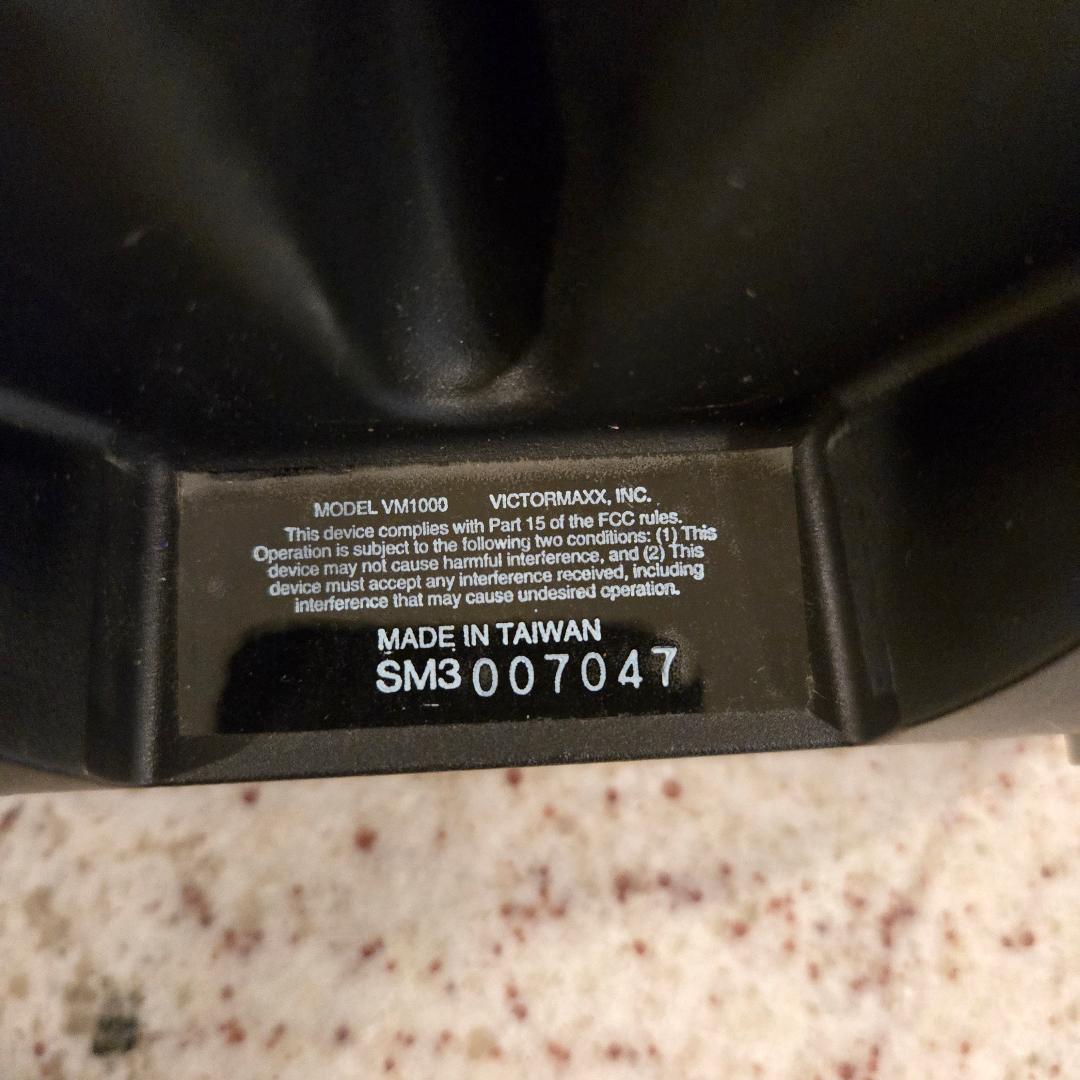 MODEL VM1000 VICTORMAXX, INC.
This device complies with Part 15 of the FCC rules.
Operation is subject to the following two conditions: (1) This
device may not cause harmful interference, and (2) This
device must accept any interference received, including
interference that may cause undesired operation.
MADE IN TAIWAN
SM3 007047